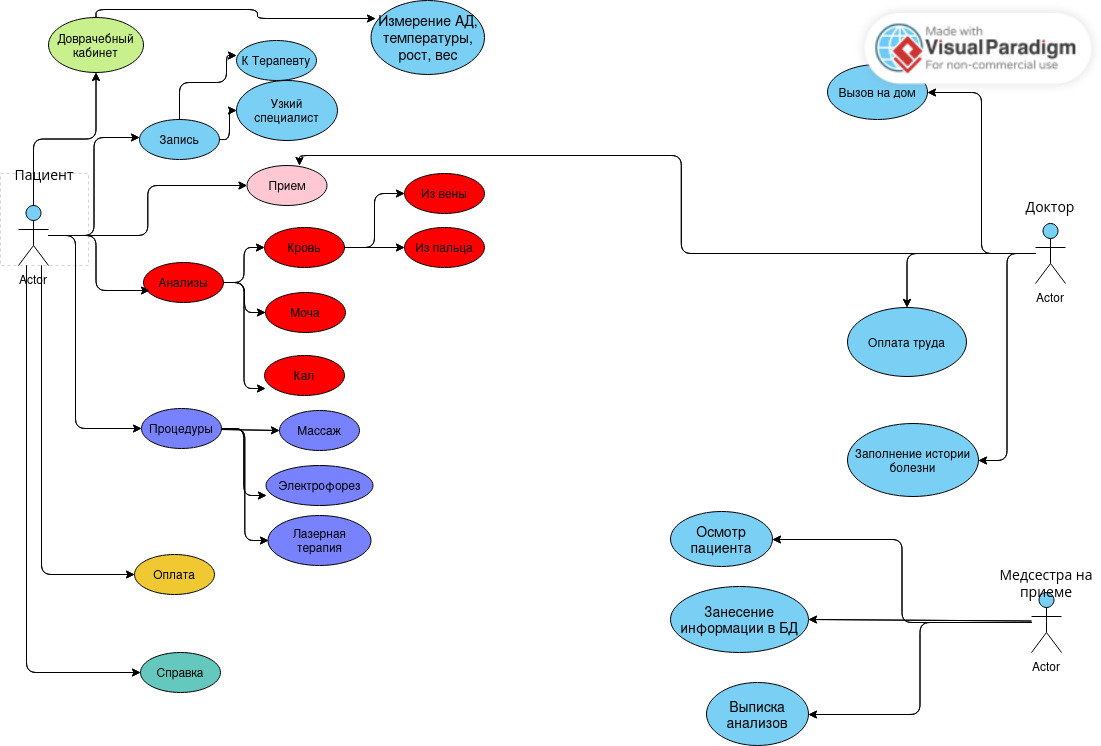 Доврачебный
кабинет
Измерение АД,
температуры,
рост, вес
Made with
VisualParadigm
For non-commercial use
К Терапевту
Узкий
специалист
Вызов на дом
Запись
Пациент
Прием
Из вены
Доктор
Кровь
Из пальца
Actor
Анализы
Actor
Моча
Оплата труда
Кал
Процедуры
Массаж
Заполнение истории
болезни
Электрофорез
Лазерная
терапия
Осмотр
пациента
Оплата
Медсестра на
приеме
Занесение
информации в БД
Actor
Справка
Выписка
анализов